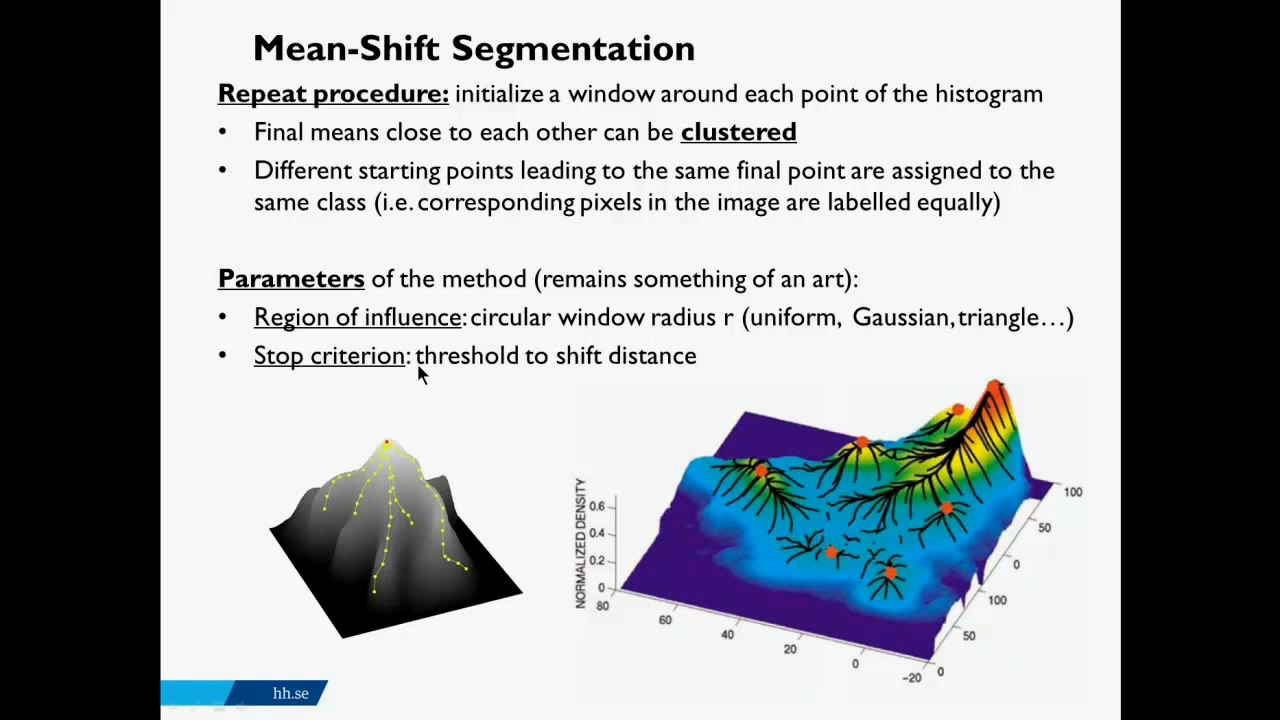 Mean-Shift Segmentation
Repeat procedure: initialize a window around each point of the histogram
• Final means close to each other can be clustered
• Different starting points leading to the same final point are assigned to the
same class (i.e. corresponding pixels in the image are labelled equally)
Parameters of the method (remains something of an art):
• Region of influence: circular window radius r (uniform, Gaussian, triangle…)
• Stop criterion: threshold to shift distance
NORMALIZED DENSITY
0.6
0.4
0.2
0
80
60
40
20
0
-20
100
50
0
100
50
0
hh.se